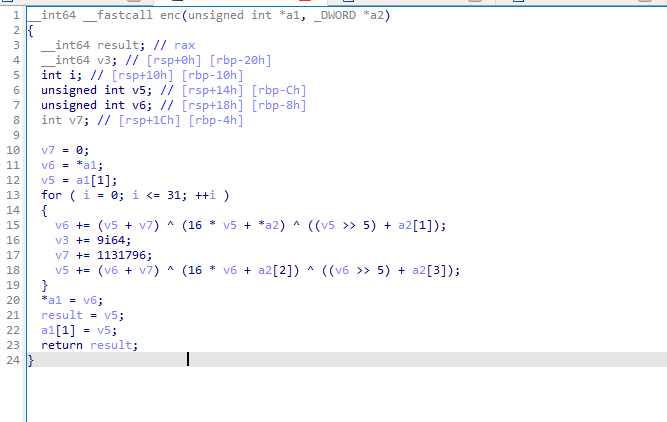 1 __int64 __fastcall enc(unsigned int *a1, _DWORD *a2)
2 {
3 __int64 result; // rax
4 __int64 v3; // [rsp+0h] [rbp-20h]
5 int i; // [rsp+10h] [rbp-10h]
6 unsigned int v5; // [rsp+14h] [rbp-Ch]
7 unsigned int v6; // [rsp+18h] [rbp-8h]
8 int v7; // [rsp+1Ch] [rbp-4h]
9
10 v7 = 0;
11 v6 = *a1;
12 v5 = a1[1];
13 for ( i = 0; i <= 31; ++i )
14 {
15 v6 += (v5 + v7) ^ (16 * v5 + *a2) ^ ((v5 >> 5) + a2[1]);
16 v3 += 9i64;
17 v7 += 1131796;
18 v5 += (v6 + v7) ^ (16 * v6 + a2[2]) ^ ((v6 >> 5) + a2[3]);
19 }
20 *a1 = v6;
21 result = v5;
22 a1[1] = v5;
23 return result;
24 }